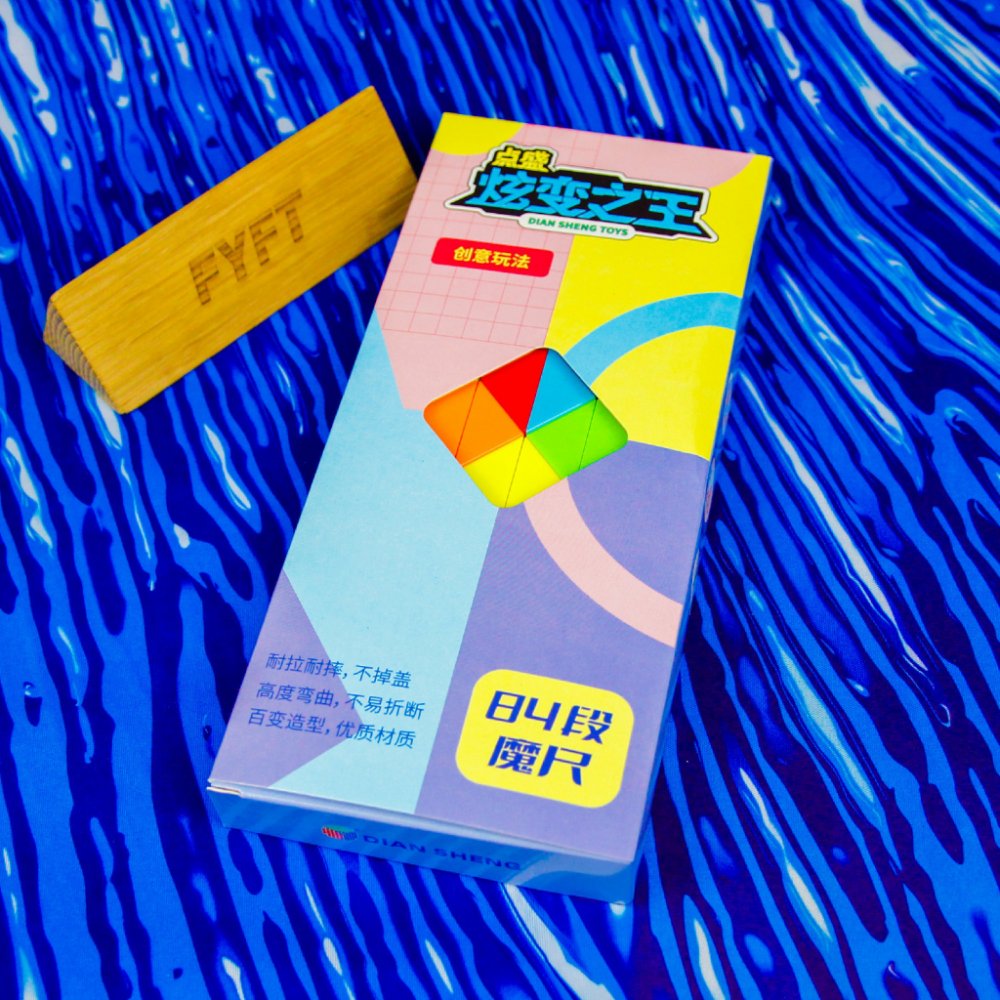 FYFT
点盛
炫变之王
DIAN SHENG TOYS
创意玩法
耐拉耐摔,不掉盖
高度弯曲,不易折断
百变造型,优质材质
84段
魔尺
DIAN SHENG